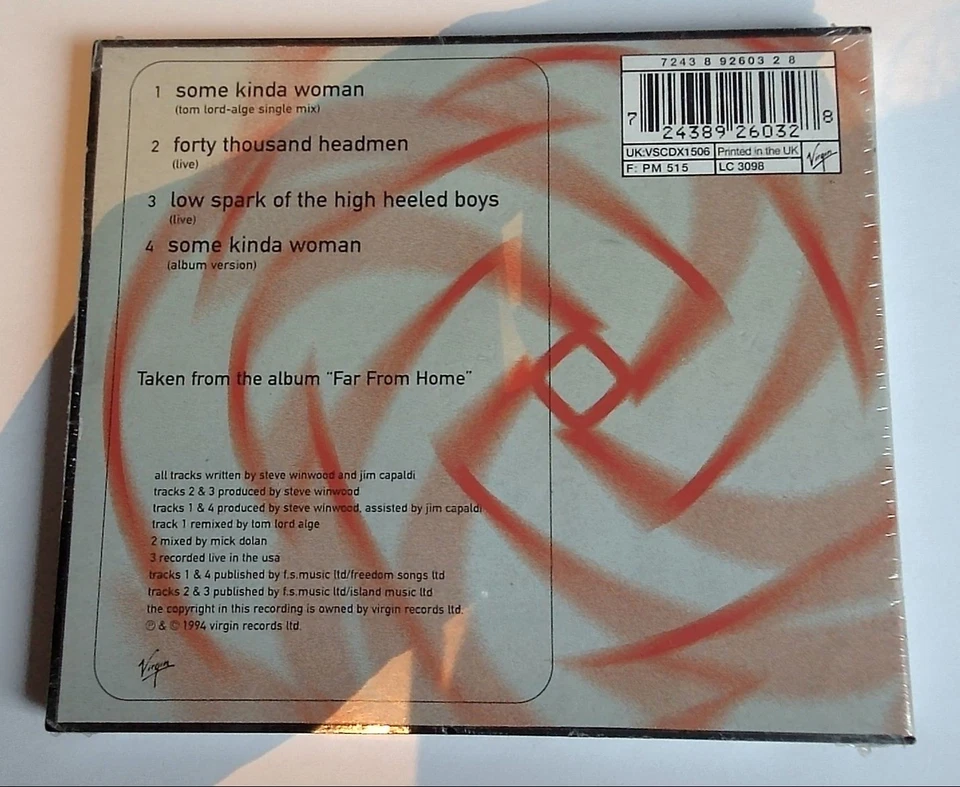 1 some kinda woman
(tom lord-alge single mix)
2 forty thousand headmen
(live)
3 low spark of the high heeled boys
(live)
4 some kinda woman
(album version)
Taken from the album "Far From Home"
all tracks written by steve winwood and jim capaldi
tracks 2 & 3 produced by steve winwood
tracks 1 & 4 produced by steve winwood, assisted by jim capaldi
track 1 remixed by tom lord alge
2 mixed by mick dolan
3 recorded live in the usa
tracks 1 & 4 published by f.s.music ltd/freedom songs ltd
tracks 2 & 3 published by f.s.music ltd/island music ltd
the copyright in this recording is owned by virgin records ltd.
℗ & © 1994 virgin records ltd.
Virgin
7243 8 92603 2 8
7 24389 26032 8
UK:VSCDX1506 Printed in the UK
F: PM 515 LC 3098
Virgin